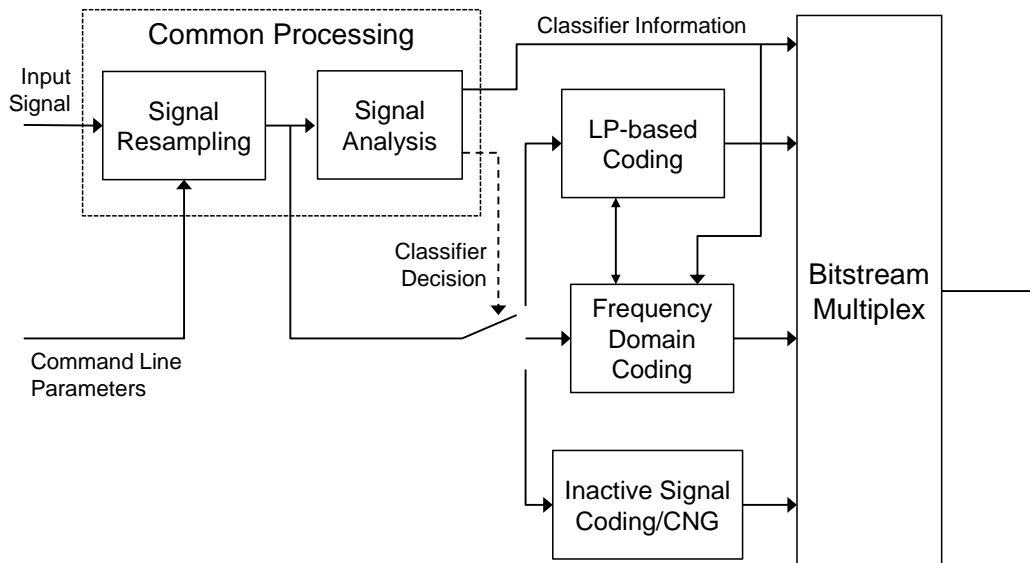 Common Processing
Classifier Information
Input
Signal
Signal
Resampling
Signal
Analysis
LP-based
Coding
Classifier
Decision
Bitstream
Multiplex
Frequency
Domain
Coding
Command Line
Parameters
Inactive Signal
Coding/CNG